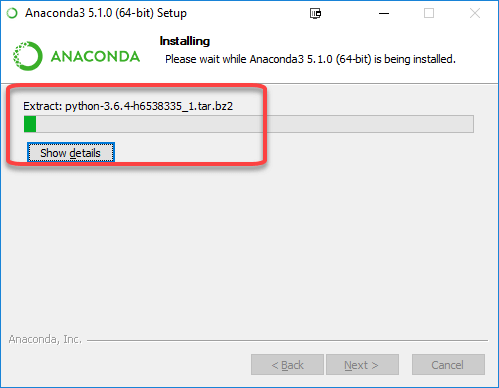 Anaconda3 5.1.0 (64-bit) Setup
Installing
Please wait while Anaconda3 5.1.0 (64-bit) is being installed.
ANACONDA
Extract: python-3.6.4-h6538335_1.tar.bz2
Show details
Anaconda, Inc.
< Back
Next >
Cancel